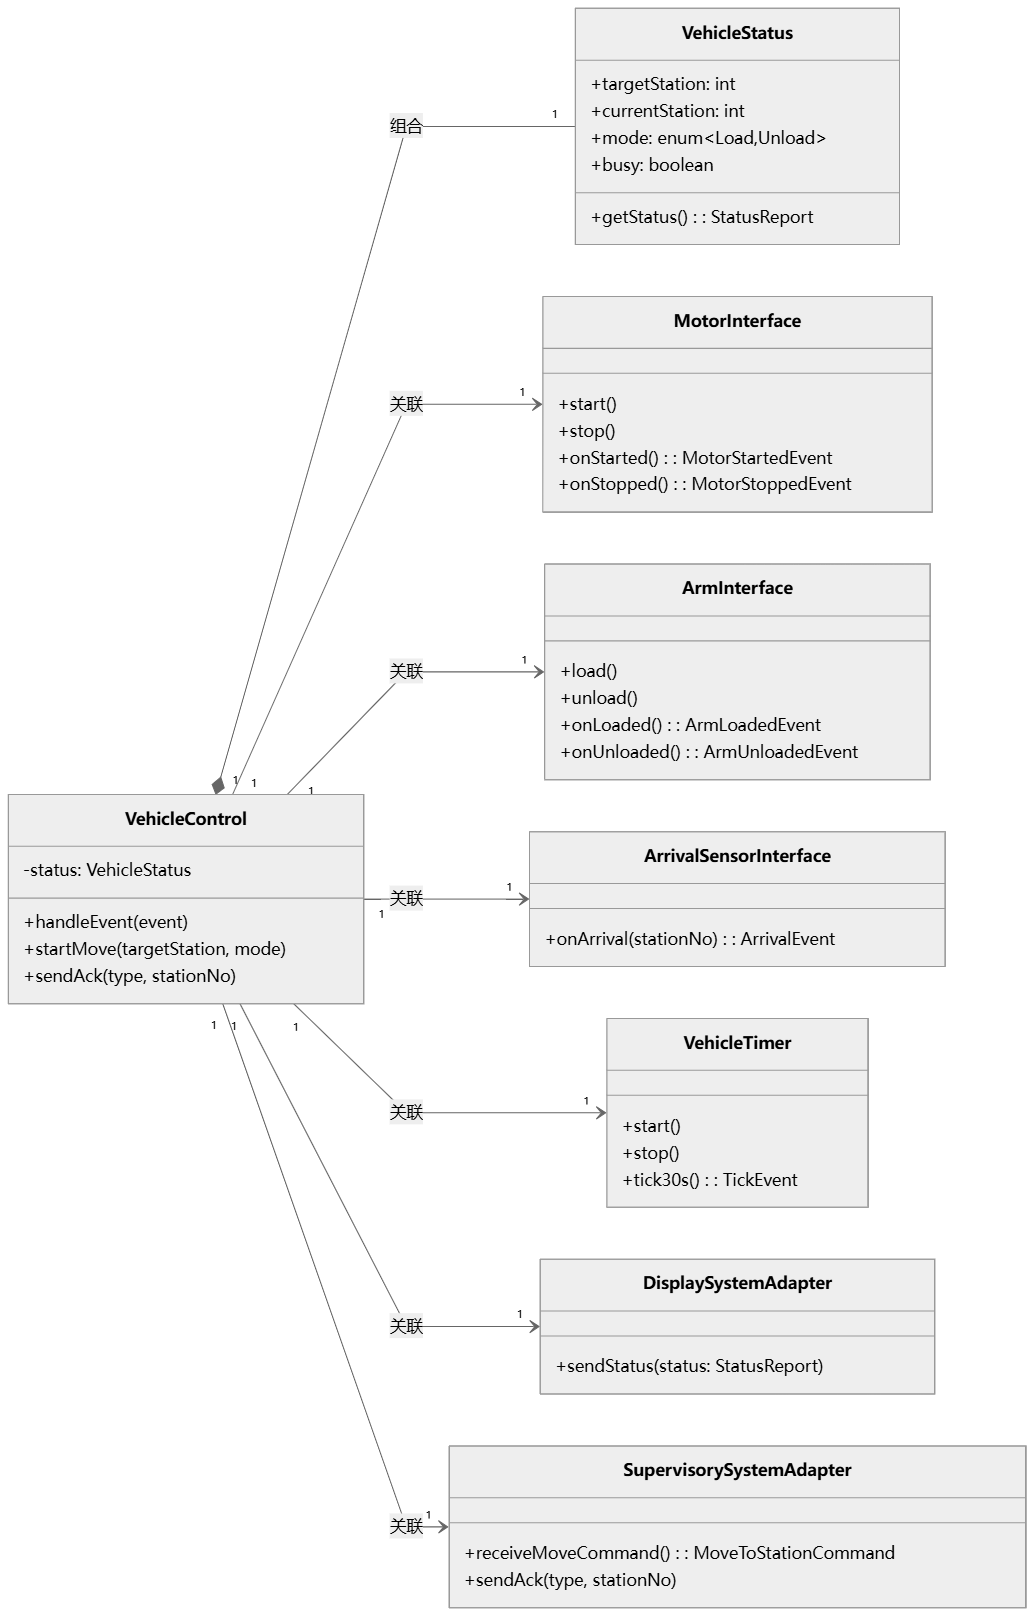 VehicleStatus
+targetStation: int
+currentStation: int
+mode: enum<Load,Unload>
+busy: boolean
+getStatus() : : StatusReport
组合
1
1
MotorInterface
+start()
+stop()
+onStarted() : : MotorStartedEvent
+onStopped() : : MotorStoppedEvent
关联
1
1
ArmInterface
+load()
+unload()
+onLoaded() : : ArmLoadedEvent
+onUnloaded() : : ArmUnloadedEvent
关联
1
1
VehicleControl
-status: VehicleStatus
+handleEvent(event)
+startMove(targetStation, mode)
+sendAck(type, stationNo)
ArrivalSensorInterface
+onArrival(stationNo) : : ArrivalEvent
关联
1
1
VehicleTimer
+start()
+stop()
+tick30s() : : TickEvent
关联
1
1
DisplaySystemAdapter
+sendStatus(status: StatusReport)
关联
1
1
SupervisorySystemAdapter
+receiveMoveCommand() : : MoveToStationCommand
+sendAck(type, stationNo)
关联
1
1